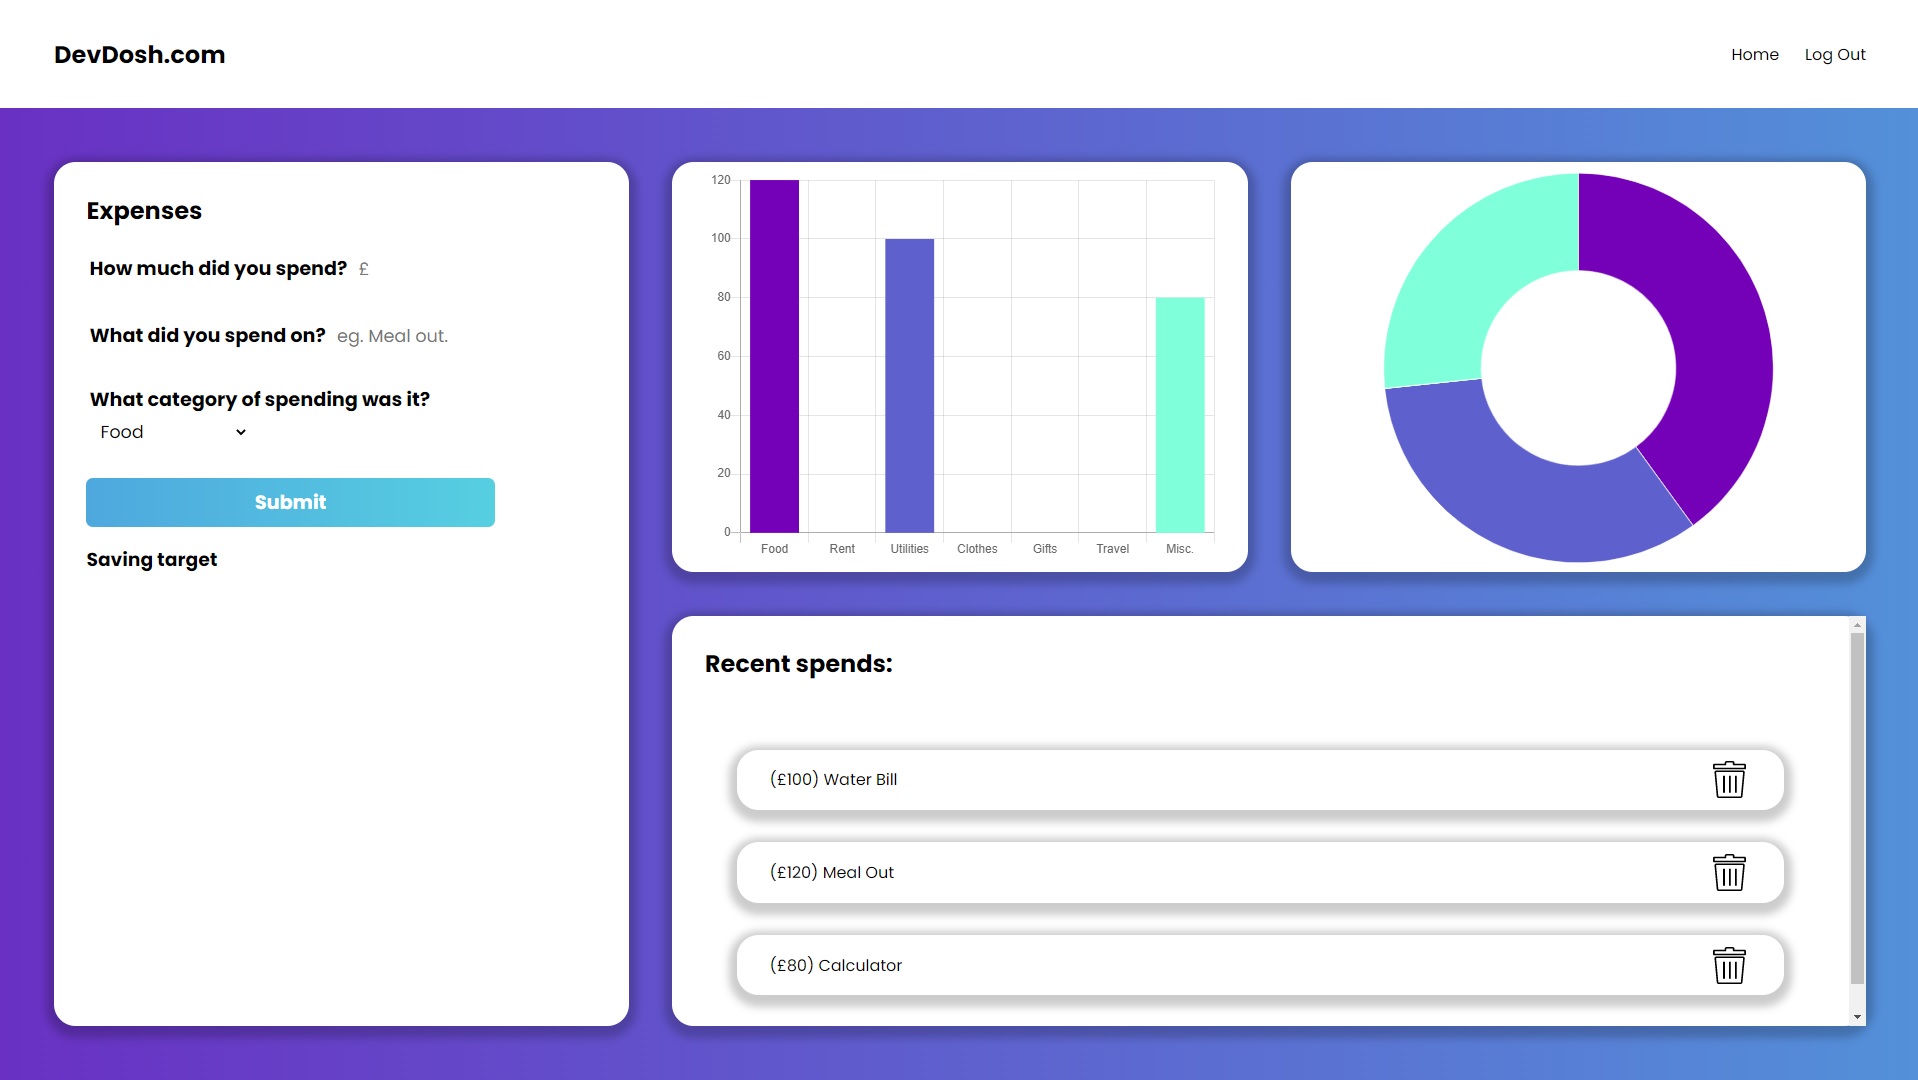 DevDosh.com
Home
Log Out
Expenses
How much did you spend? £
What did you spend on? eg. Meal out.
What category of spending was it?
Food
Submit
Saving target
120
100
80
60
40
20
0
Food Rent Utilities Clothes Gifts Travel Misc.
Recent spends:
(£100) Water Bill
(£120) Meal Out
(£80) Calculator